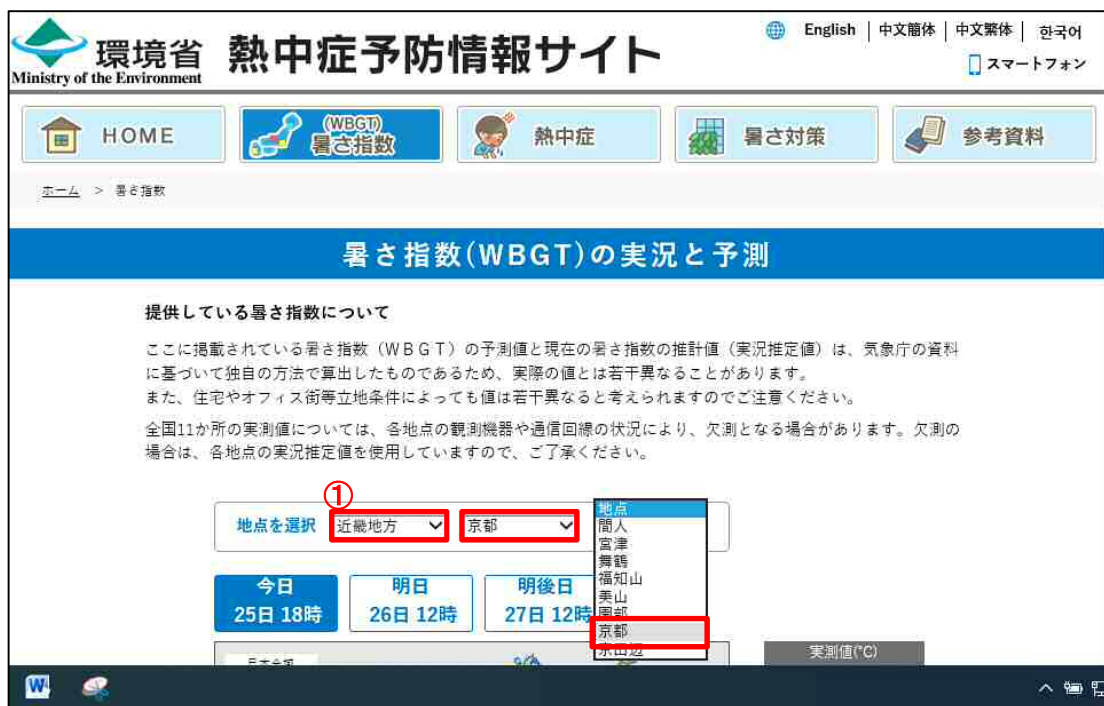 環境省
Ministry of the Environment
熱中症予防情報サイト
English | 中文簡体 | 中文繁体 | 한국어
スマートフォン
HOME
(WBGT)
暑さ指数
熱中症
暑さ対策
参考資料
ホーム > 暑さ指数
暑さ指数(WBGT)の実況と予測
提供している暑さ指数について
ここに掲載されている暑さ指数（ＷＢＧＴ）の予測値と現在の暑さ指数の推計値（実況推定値）は、気象庁の資料
に基づいて独自の方法で算出したものであるため、実際の値とは若干異なることがあります。
また、住宅やオフィス街等立地条件によっても値は若干異なると考えられますのでご注意ください。
全国11か所の実測値については、各地点の観測機器や通信回線の状況により、欠測となる場合があります。欠測の
場合は、各地点の実況推定値を使用していますので、ご了承ください。
①
地点を選択 近畿地方 京都
地点
間人
宮津
舞鶴
福知山
美山
園部
京都
京田辺
今日
25日 18時
明日
26日 12時
明後日
27日 12時
実測値(°C)
W